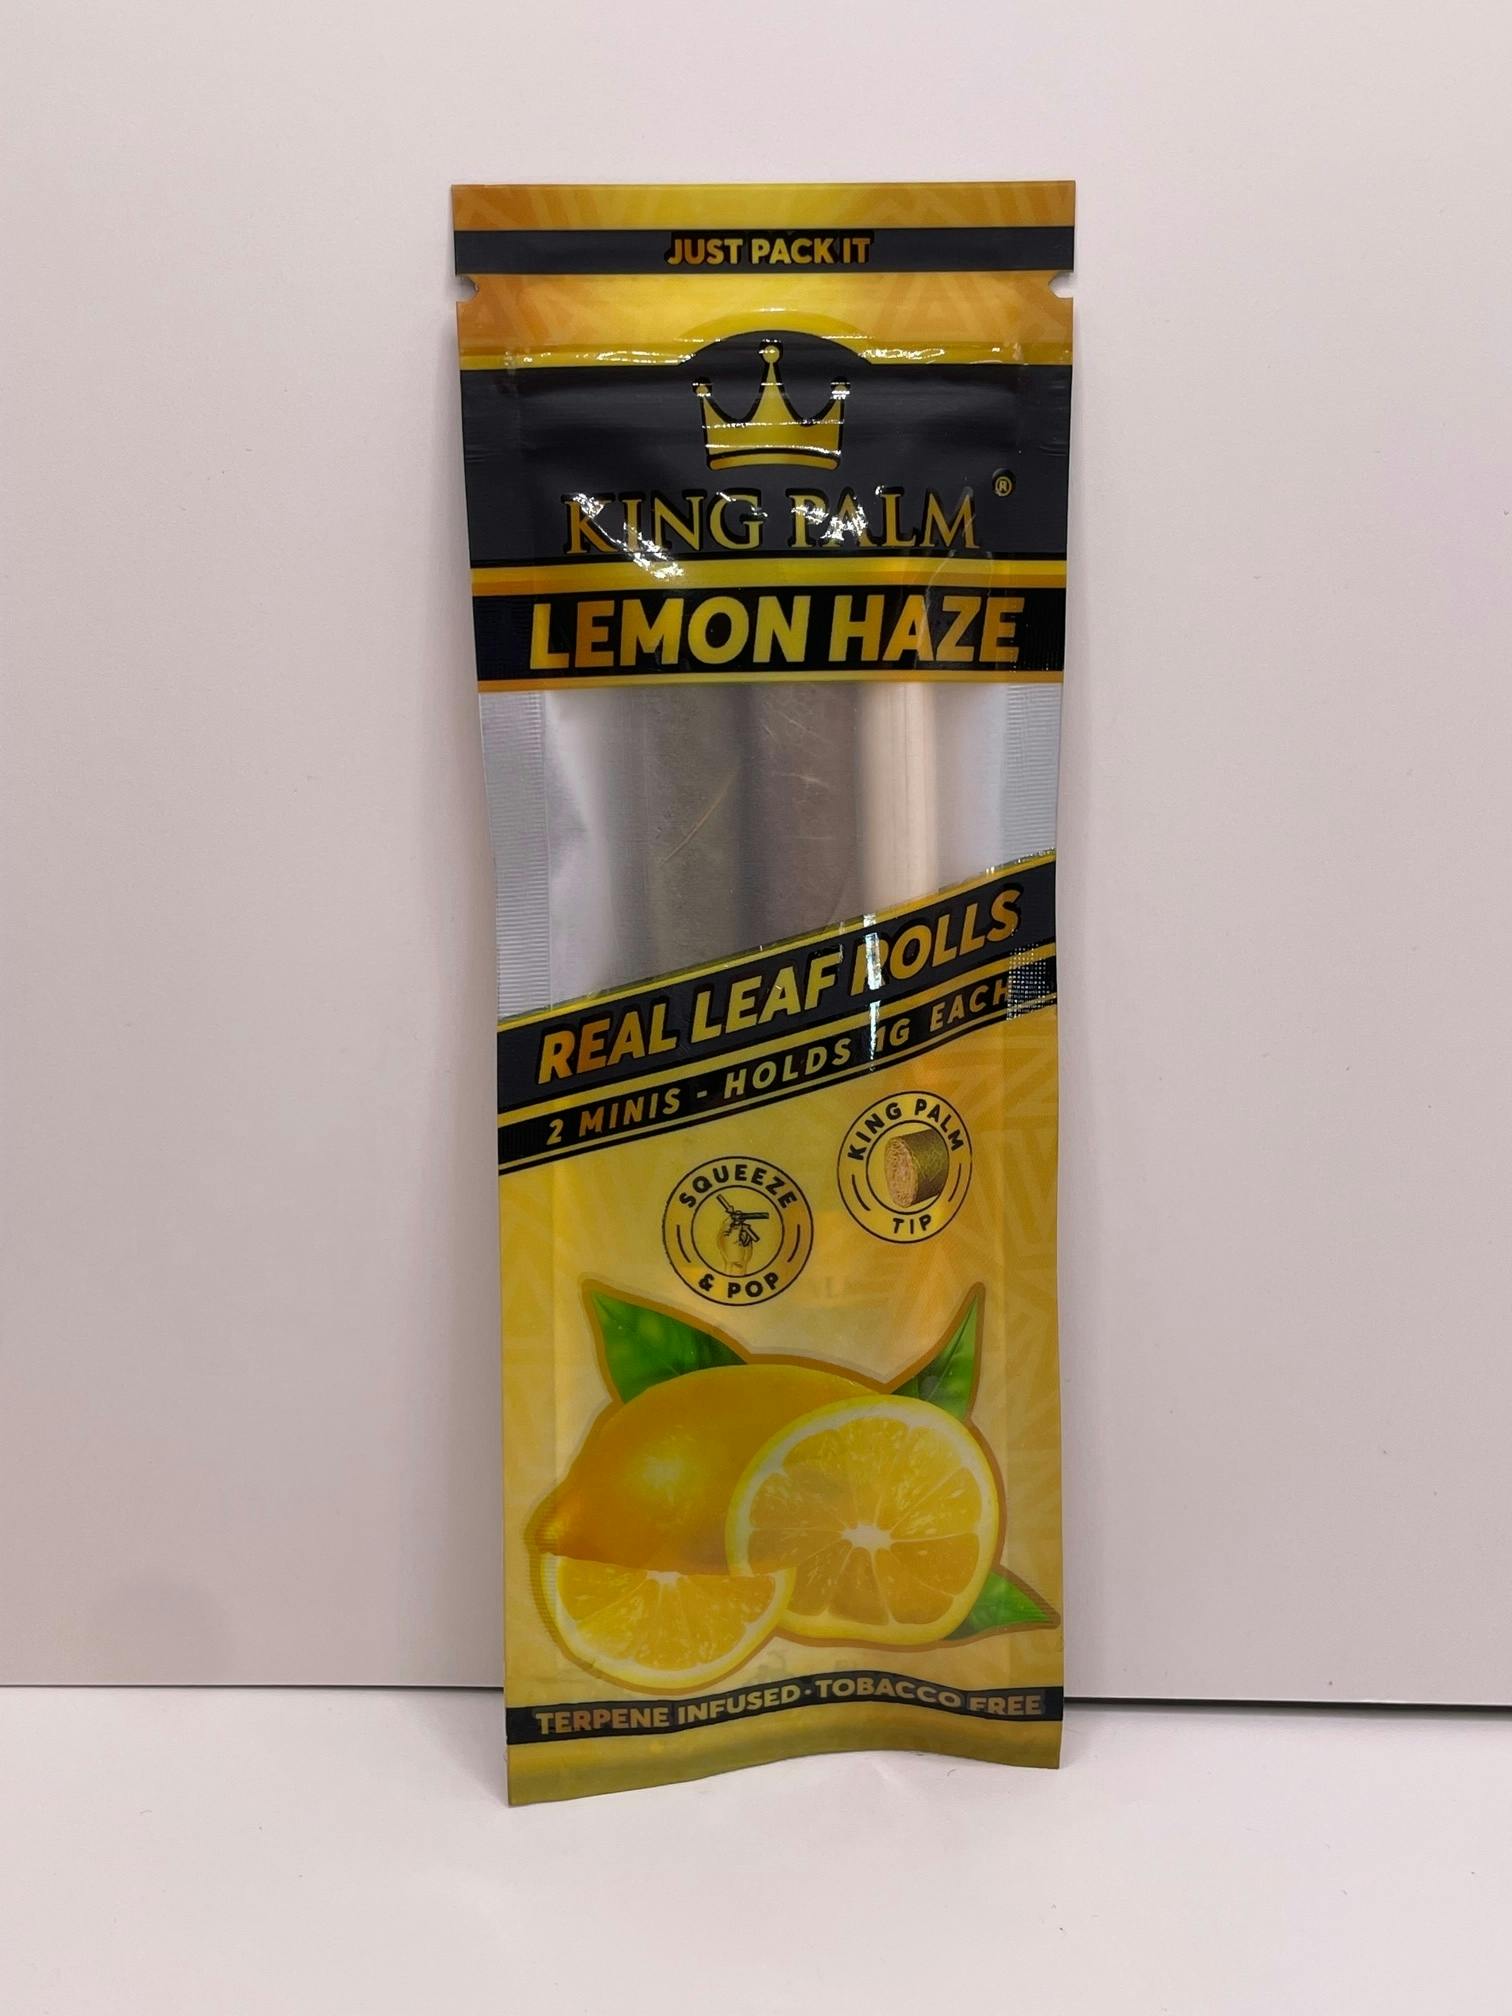 JUST PACK IT
KING PALM®
LEMON HAZE
REAL LEAF ROLLS
2 MINIS - HOLDS 1G EACH
KING PALM
TIP
SQUEEZE
& POP
TERPENE INFUSED · TOBACCO FREE